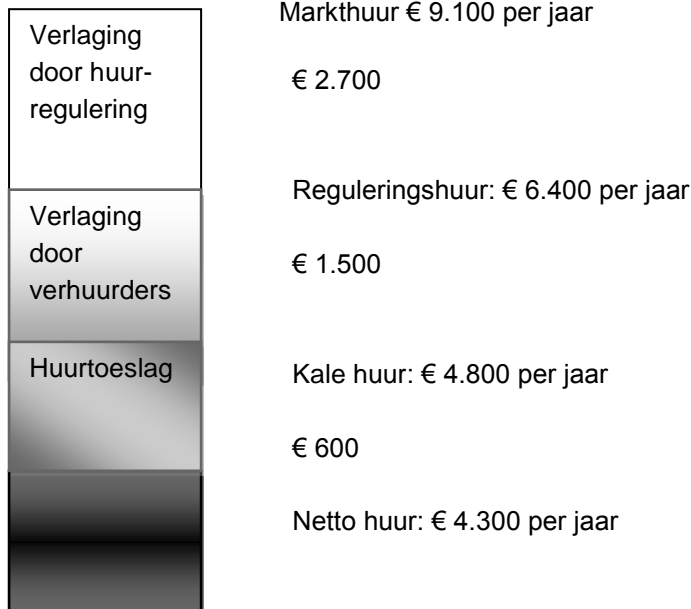 Markthuur € 9.100 per jaar
Verlaging
door huur-
regulering
€ 2.700
Reguleringshuur: € 6.400 per jaar
Verlaging
door
verhuurders
€ 1.500
Huurtoeslag
Kale huur: € 4.800 per jaar
€ 600
Netto huur: € 4.300 per jaar